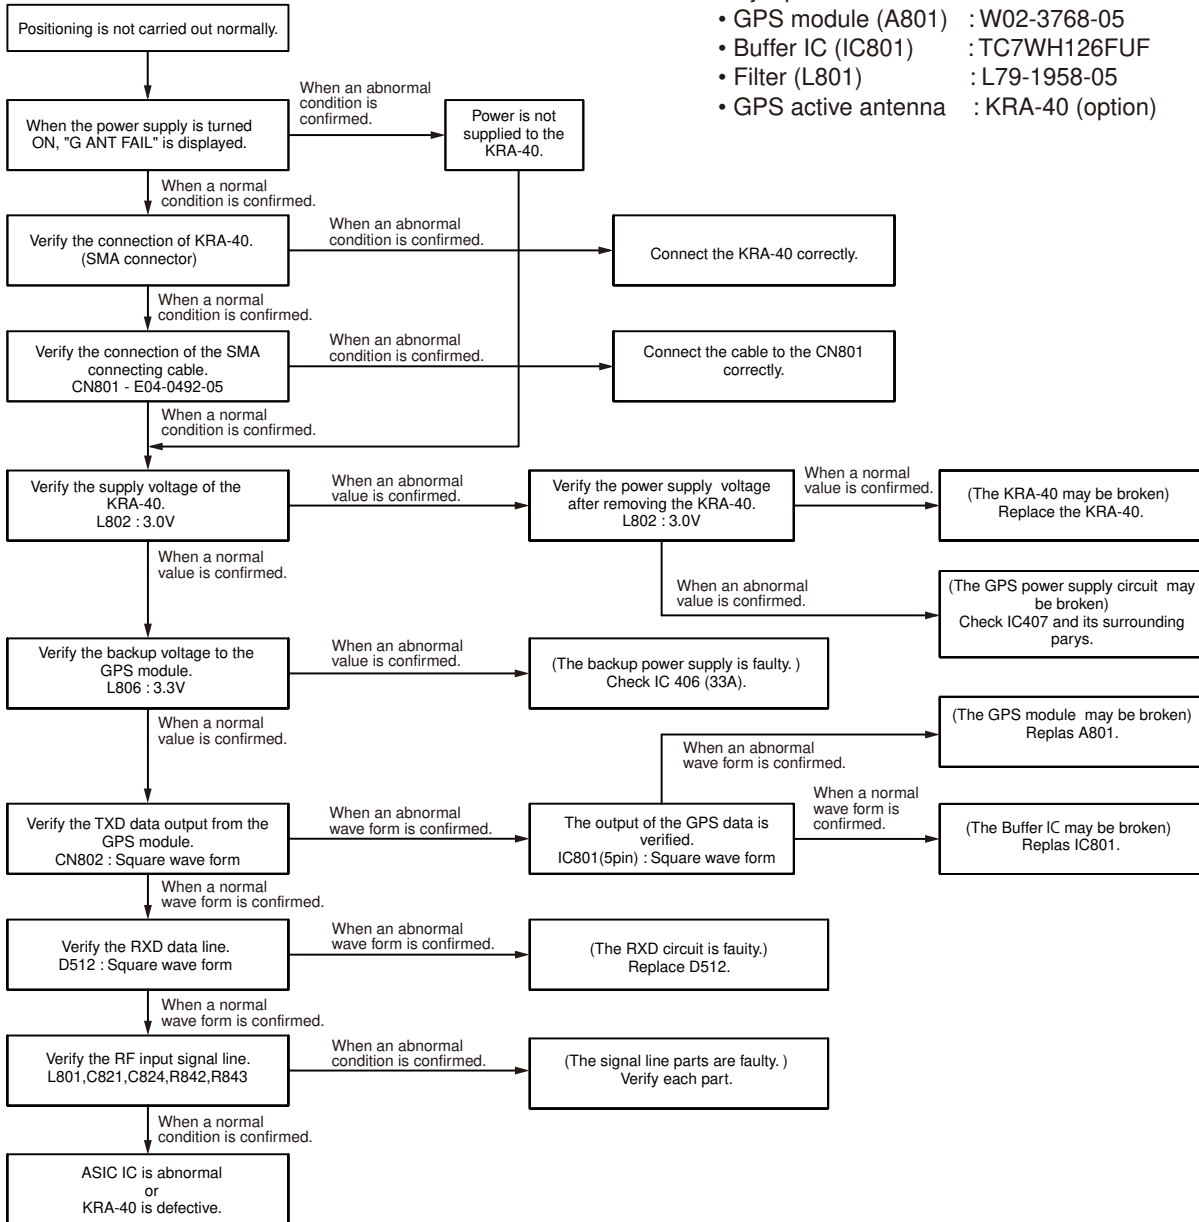 • GPS module (A801) : W02-3768-05
• Buffer IC (IC801) : TC7WH126FUF
• Filter (L801) : L79-1958-05
• GPS active antenna : KRA-40 (option)
Positioning is not carried out normally.
When the power supply is turned
ON, "G ANT FAIL" is displayed.
When an abnormal
condition is
confirmed.
Power is not
supplied to the
KRA-40.
When a normal
condition is confirmed.
Verify the connection of KRA-40.
(SMA connector)
When an abnormal
condition is confirmed.
Connect the KRA-40 correctly.
When a normal
condition is confirmed.
Verify the connection of the SMA
connecting cable.
CN801 - E04-0492-05
When an abnormal
condition is confirmed.
Connect the cable to the CN801
correctly.
When a normal
condition is confirmed.
Verify the supply voltage of the
KRA-40.
L802 : 3.0V
When an abnormal
value is confirmed.
Verify the power supply voltage
after removing the KRA-40.
L802 : 3.0V
When a normal
value is confirmed.
(The KRA-40 may be broken)
Replace the KRA-40.
When an abnormal
value is confirmed.
(The GPS power supply circuit may
be broken)
Check IC407 and its surrounding
parys.
When a normal
value is confirmed.
Verify the backup voltage to the
GPS module.
L806 : 3.3V
When an abnormal
value is confirmed.
(The backup power supply is faulty. )
Check IC 406 (33A).
When a normal
value is confirmed.
Verify the TXD data output from the
GPS module.
CN802 : Square wave form
When an abnormal
wave form is confirmed.
The output of the GPS data is
verified.
IC801(5pin) : Square wave form
When an abnormal
wave form is confirmed.
(The GPS module may be broken)
Replas A801.
When a normal
wave form is
confirmed.
(The Buffer IC may be broken)
Replas IC801.
When a normal
wave form is confirmed.
Verify the RXD data line.
D512 : Square wave form
When an abnormal
wave form is confirmed.
(The RXD circuit is faulty.)
Replace D512.
When a normal
wave form is confirmed.
Verify the RF input signal line.
L801,C821,C824,R842,R843
When an abnormal
condition is confirmed.
(The signal line parts are faulty. )
Verify each part.
When a normal
condition is confirmed.
ASIC IC is abnormal
or
KRA-40 is defective.